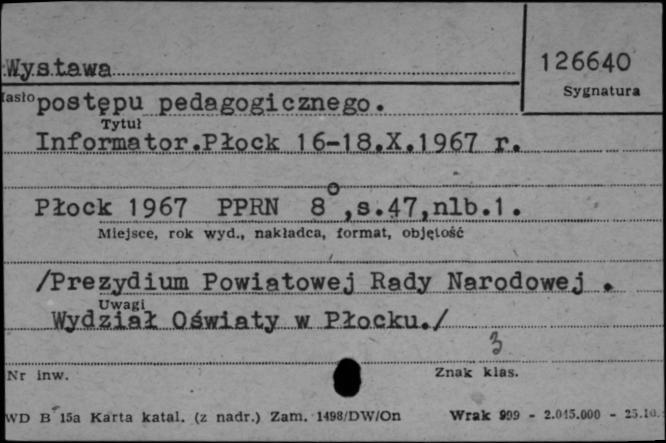 Wystawa
126640
Sygnatura
Hasło postępu pedagogicznego.
Tytuł
Informator.Płock 16-18.X.1967 r.
Płock 1967 PPRN 8°,s.47,nlb.1.
Miejsce, rok wyd., nakładca, format, objętość
/Prezydium Powiatowej Rady Narodowej .
Uwagi
Wydział Oświaty w Płocku./
3
Nr inw.
Znak klas.
WD B 15a Karta katal. (z nadr.) Zam. 1498/DW/On Wrak 999 - 2.015.000 - 25.10.